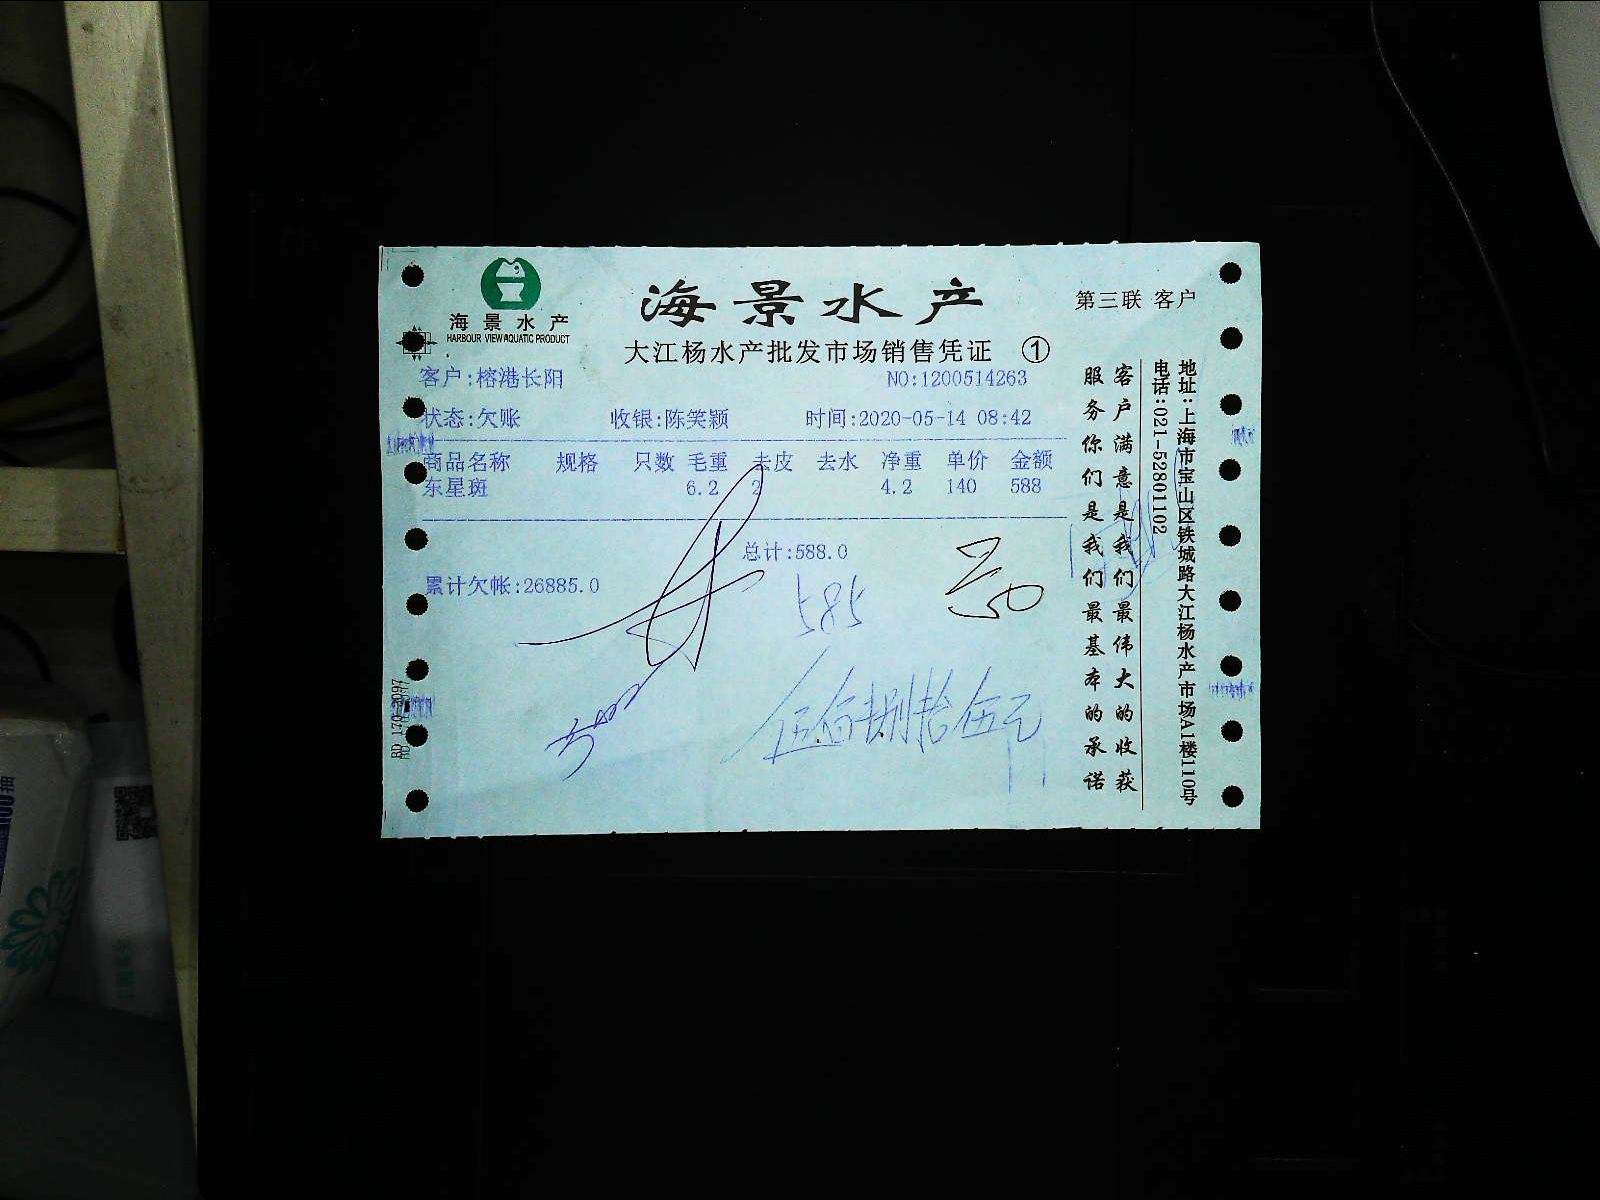 海景水产
HARBOUR VIEW AQUATIC PRODUCT
海景水产
第三联 客户
大江杨水产批发市场销售凭证 ①
客户:榕港长阳 NO:1200514263
状态:欠账 收银:陈笑颖 时间:2020-05-14 08:42
商品名称 规格 只数 毛重 去皮 去水 净重 单价 金额
东星斑 6.2 2 4.2 140 588
总计:588.0
累计欠帐:26885.0
585
伍佰捌拾伍元
客户满意是我们最伟大的收获
服务你们是我们最基本的承诺
地址:上海市宝山区铁城路大江杨水产市场A1楼110号
电话:021-52801102